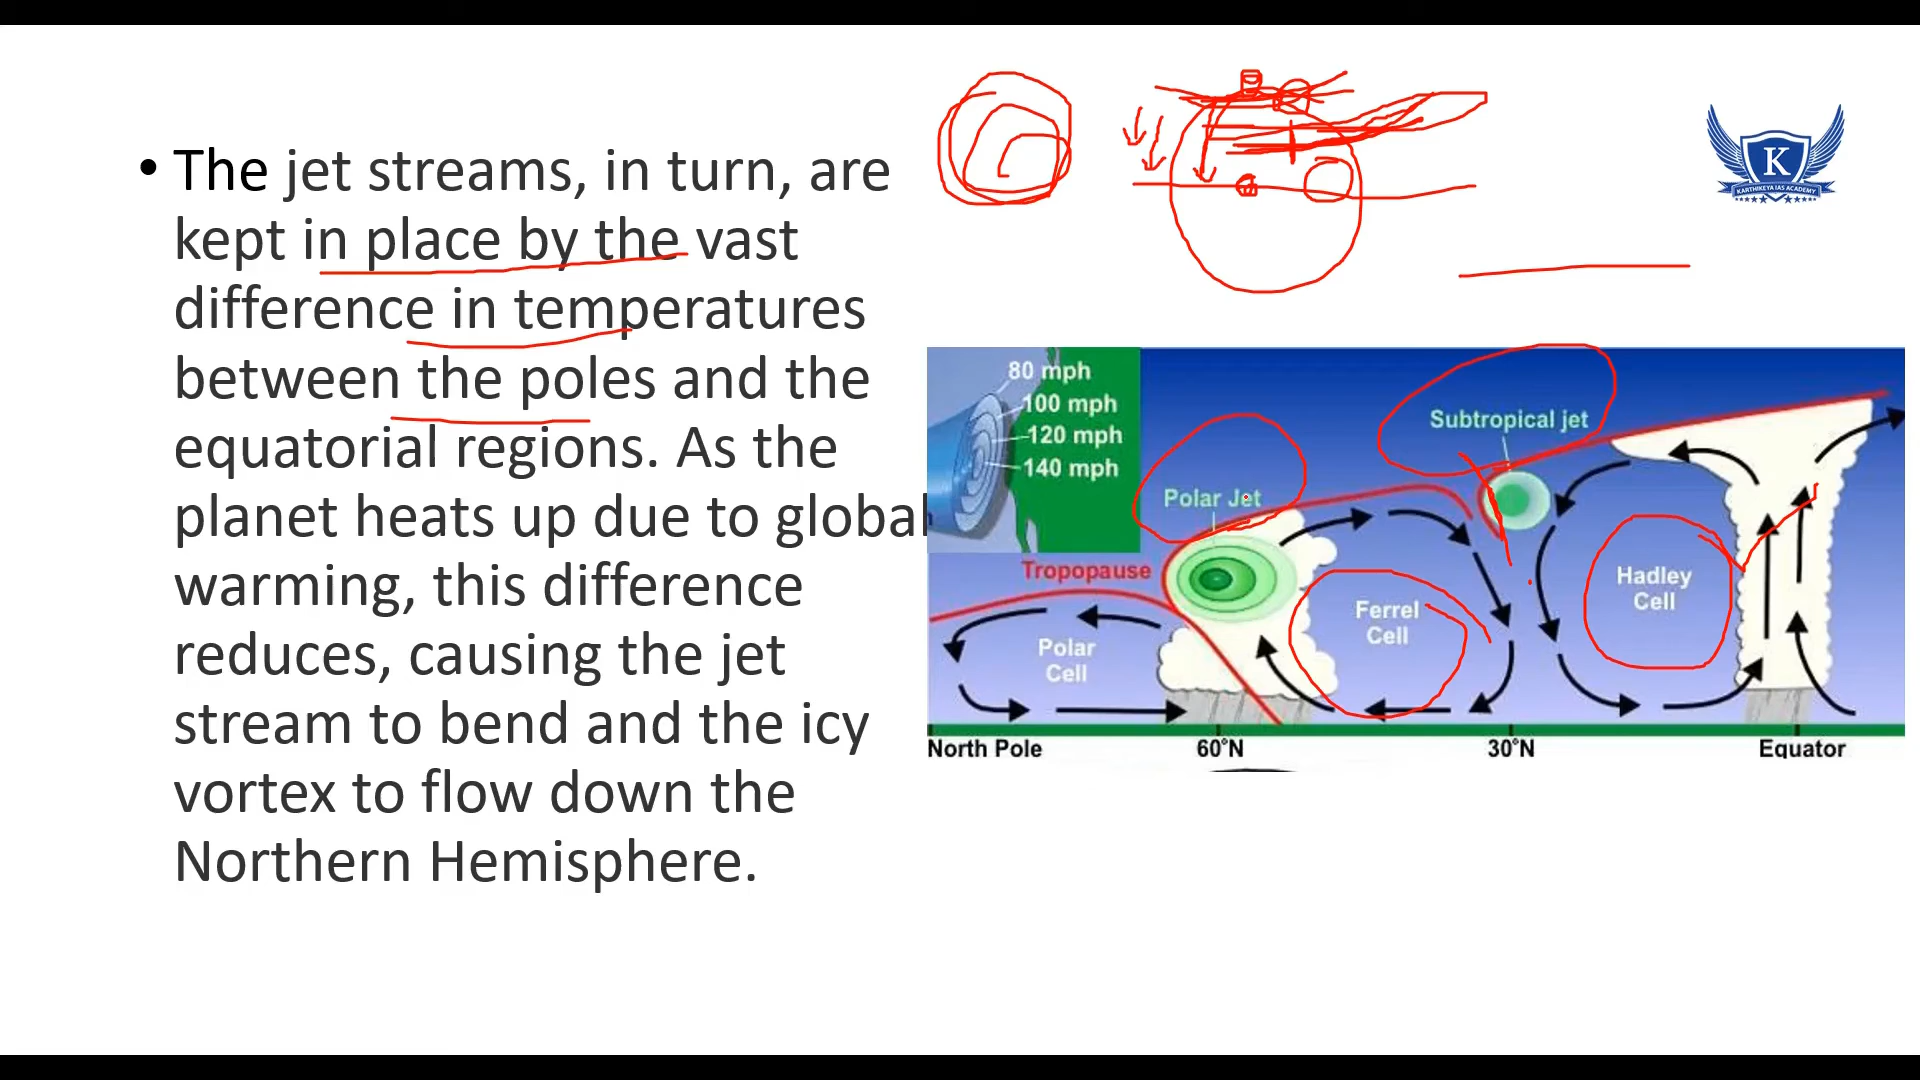 • The jet streams, in turn, are
kept in place by the vast
difference in temperatures
between the poles and the
equatorial regions. As the
planet heats up due to global
warming, this difference
reduces, causing the jet
stream to bend and the icy
vortex to flow down the
Northern Hemisphere.
K
KARTHIKEYA IAS ACADEMY
80 mph
100 mph
120 mph
140 mph
Polar Jet
Subtropical jet
Tropopause
Polar
Cell
Ferrel
Cell
Hadley
Cell
North Pole
60°N
30°N
Equator